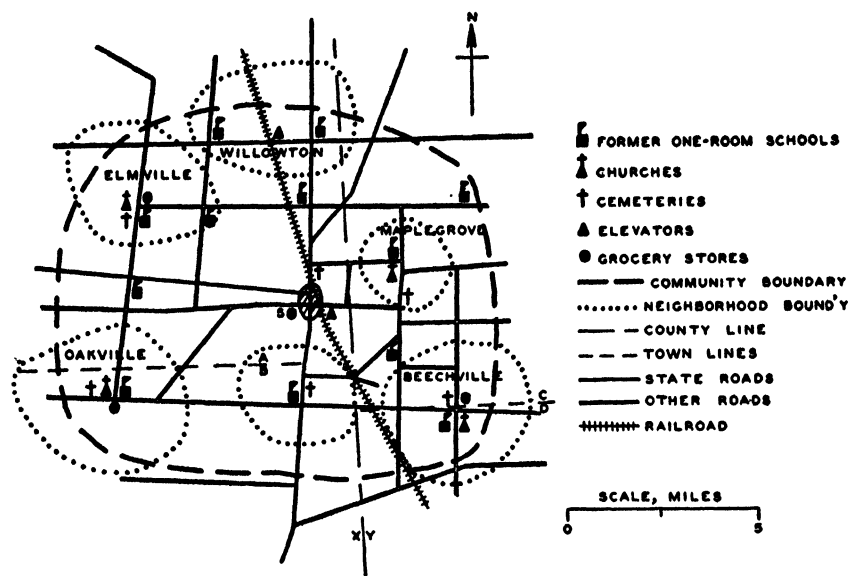 N
WILLOWTON
ELMVILLE
MAPLEGROVE
5
OAKVILLE
A
B
BEECHVILLE
C
D
X Y
FORMER ONE-ROOM SCHOOLS
CHURCHES
CEMETERIES
ELEVATORS
GROCERY STORES
COMMUNITY BOUNDARY
NEIGHBORHOOD BOUND'Y
COUNTY LINE
TOWN LINES
STATE ROADS
OTHER ROADS
RAILROAD
SCALE, MILES
0 5